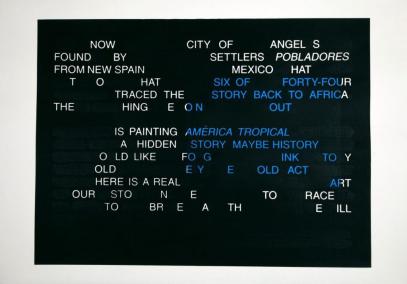 NOW CITY OF ANGEL S
FOUND BY SETTLERS POBLADORES
FROM NEW SPAIN MEXICO HAT
T O HAT SIX OF FORTY-FOUR
TRACED THE STORY BACK TO AFRICA
THE HING E ON OUT
IS PAINTING AMÉRICA TROPICAL
A HIDDEN STORY MAYBE HISTORY
O LD LIKE FO G INK TO Y
OLD E Y E OLD ACT
HERE IS A REAL ART
OUR STO N E TO RACE
TO BR E A TH E ILL